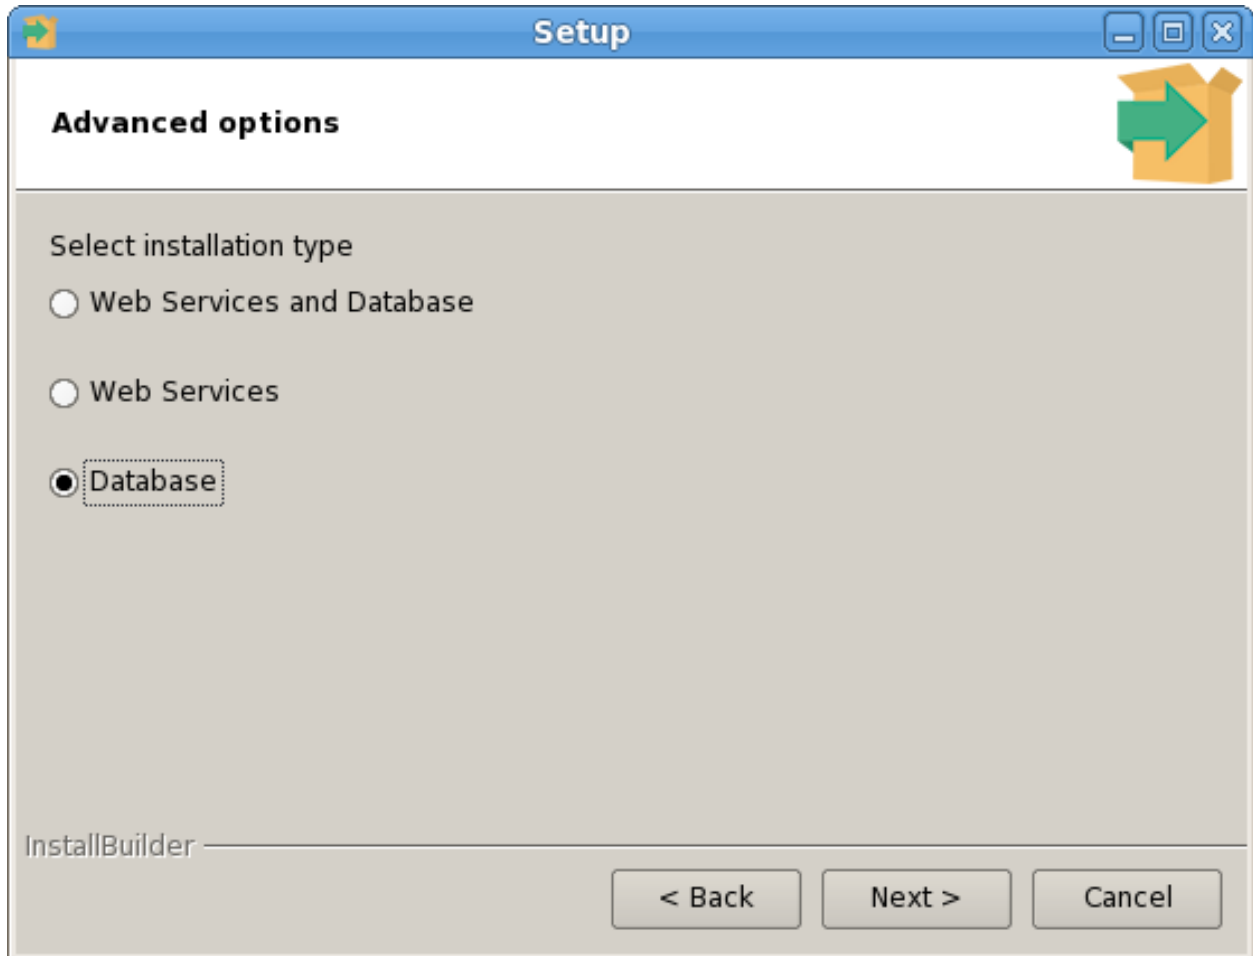 Setup
Advanced options
Select installation type
Web Services and Database
Web Services
Database
InstallBuilder
< Back
Next >
Cancel